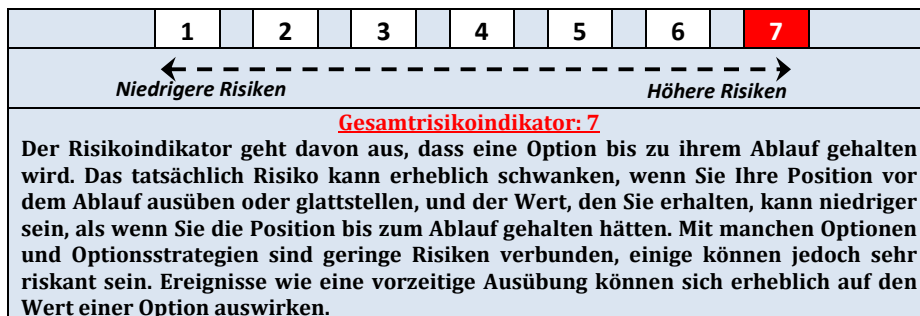 1 2 3 4 5 6 7
Niedrigere Risiken Höhere Risiken
Gesamtrisikoindikator: 7
Der Risikoindikator geht davon aus, dass eine Option bis zu ihrem Ablauf gehalten
wird. Das tatsächlich Risiko kann erheblich schwanken, wenn Sie Ihre Position vor
dem Ablauf ausüben oder glattstellen, und der Wert, den Sie erhalten, kann niedriger
sein, als wenn Sie die Position bis zum Ablauf gehalten hätten. Mit manchen Optionen
und Optionsstrategien sind geringe Risiken verbunden, einige können jedoch sehr
riskant sein. Ereignisse wie eine vorzeitige Ausübung können sich erheblich auf den
Wert einer Option auswirken.